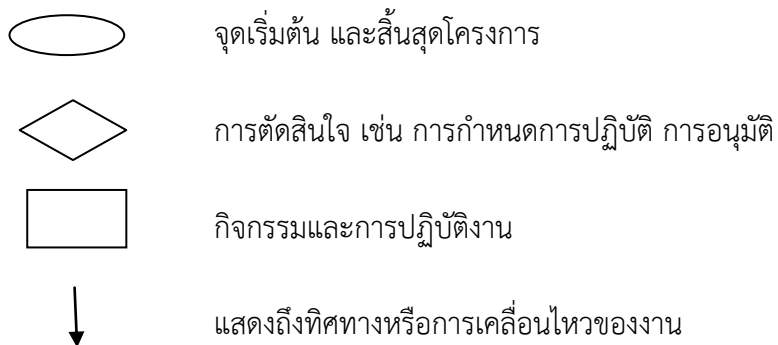 จุดเริ่มต้น และสิ้นสุดโครงการ
การตัดสินใจ เช่น การกำหนดการปฏิบัติ การอนุมัติ
กิจกรรมและการปฏิบัติงาน
แสดงถึงทิศทางหรือการเคลื่อนไหวของงาน